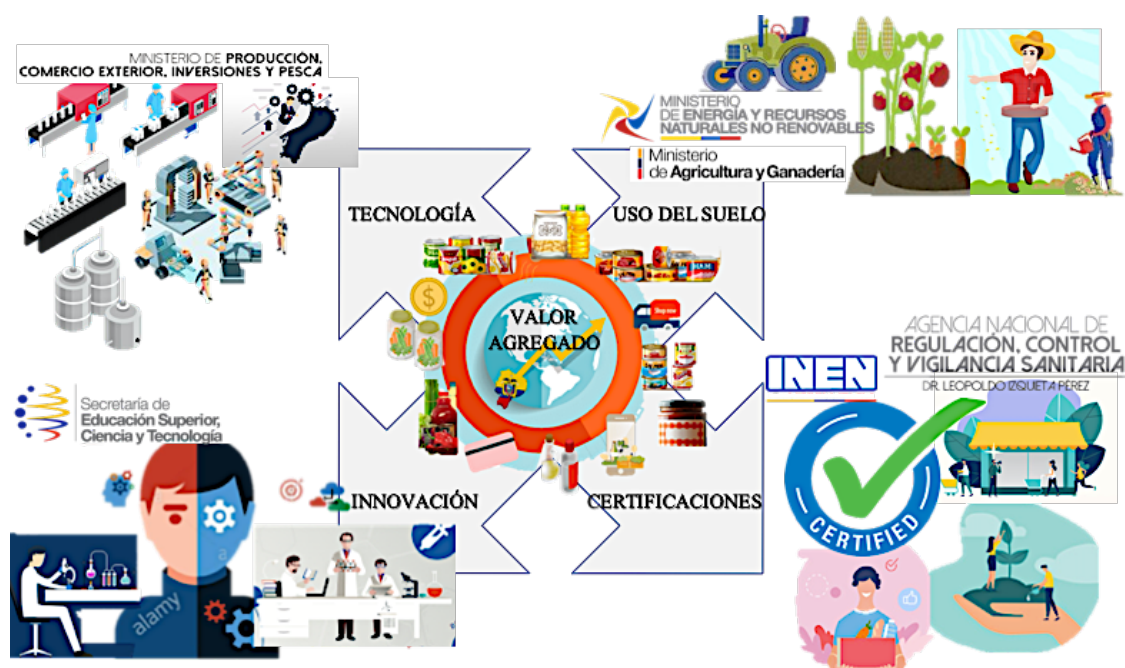 MINISTERIO DE PRODUCCIÓN,
COMERCIO EXTERIOR, INVERSIONES Y PESCA
MINISTERIO
DE ENERGÍA Y RECURSOS
NATURALES NO RENOVABLES
Ministerio
de Agricultura y Ganadería
TECNOLOGÍA
USO DEL SUELO
$
VALOR
AGREGADO
HAM
AGENCIA NACIONAL DE
REGULACIÓN, CONTROL
Y VIGILANCIA SANITARIA
DR. LEOPOLDO IZQUIETA PÉREZ
INEN
Secretaría de
Educación Superior,
Ciencia y Tecnología
INNOVACIÓN
CERTIFICACIONES
CERTIFIED
a
alamy